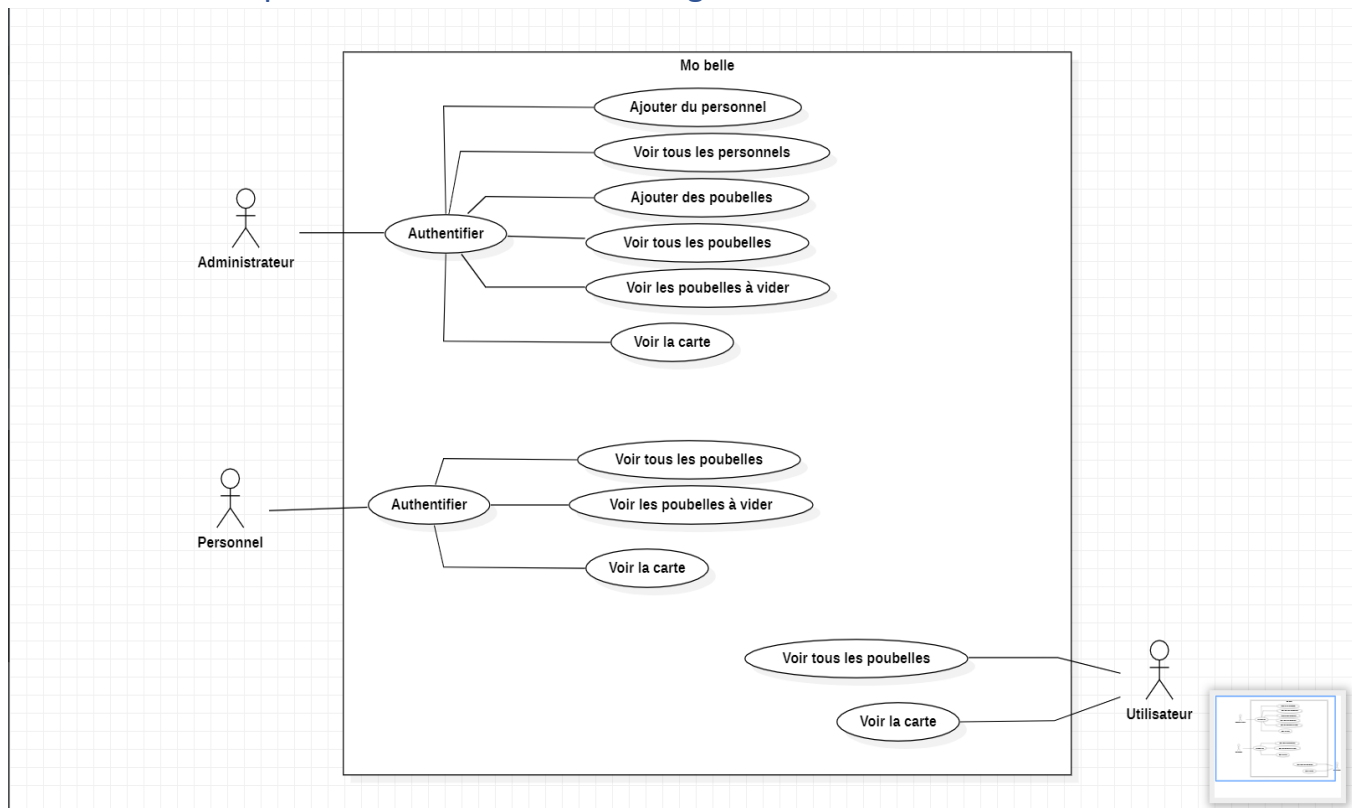 Mo belle
Ajouter du personnel
Voir tous les personnels
Ajouter des poubelles
Authentifier
Voir tous les poubelles
Administrateur
Voir les poubelles à vider
Voir la carte
Voir tous les poubelles
Authentifier
Voir les poubelles à vider
Personnel
Voir la carte
Voir tous les poubelles
Utilisateur
Voir la carte